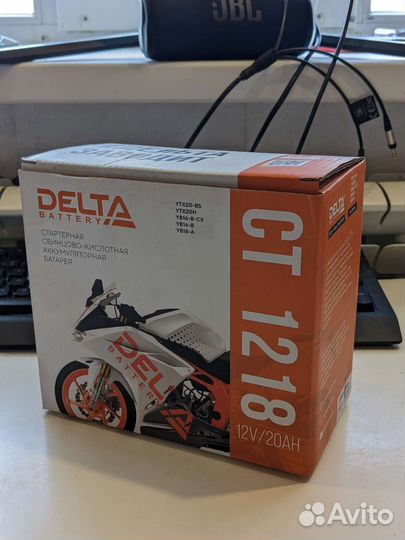 JBL
DELTA
BATTERY
СТАРТЕРНАЯ
СВИНЦОВО-КИСЛОТНАЯ
АККУМУЛЯТОРНАЯ
БАТАРЕЯ
YTX20-BS
YTX20H
YB16-B-CX
YB16-B
YB18-A
DELTA
BATTERY
CT 1218
12V/20AH
Avito